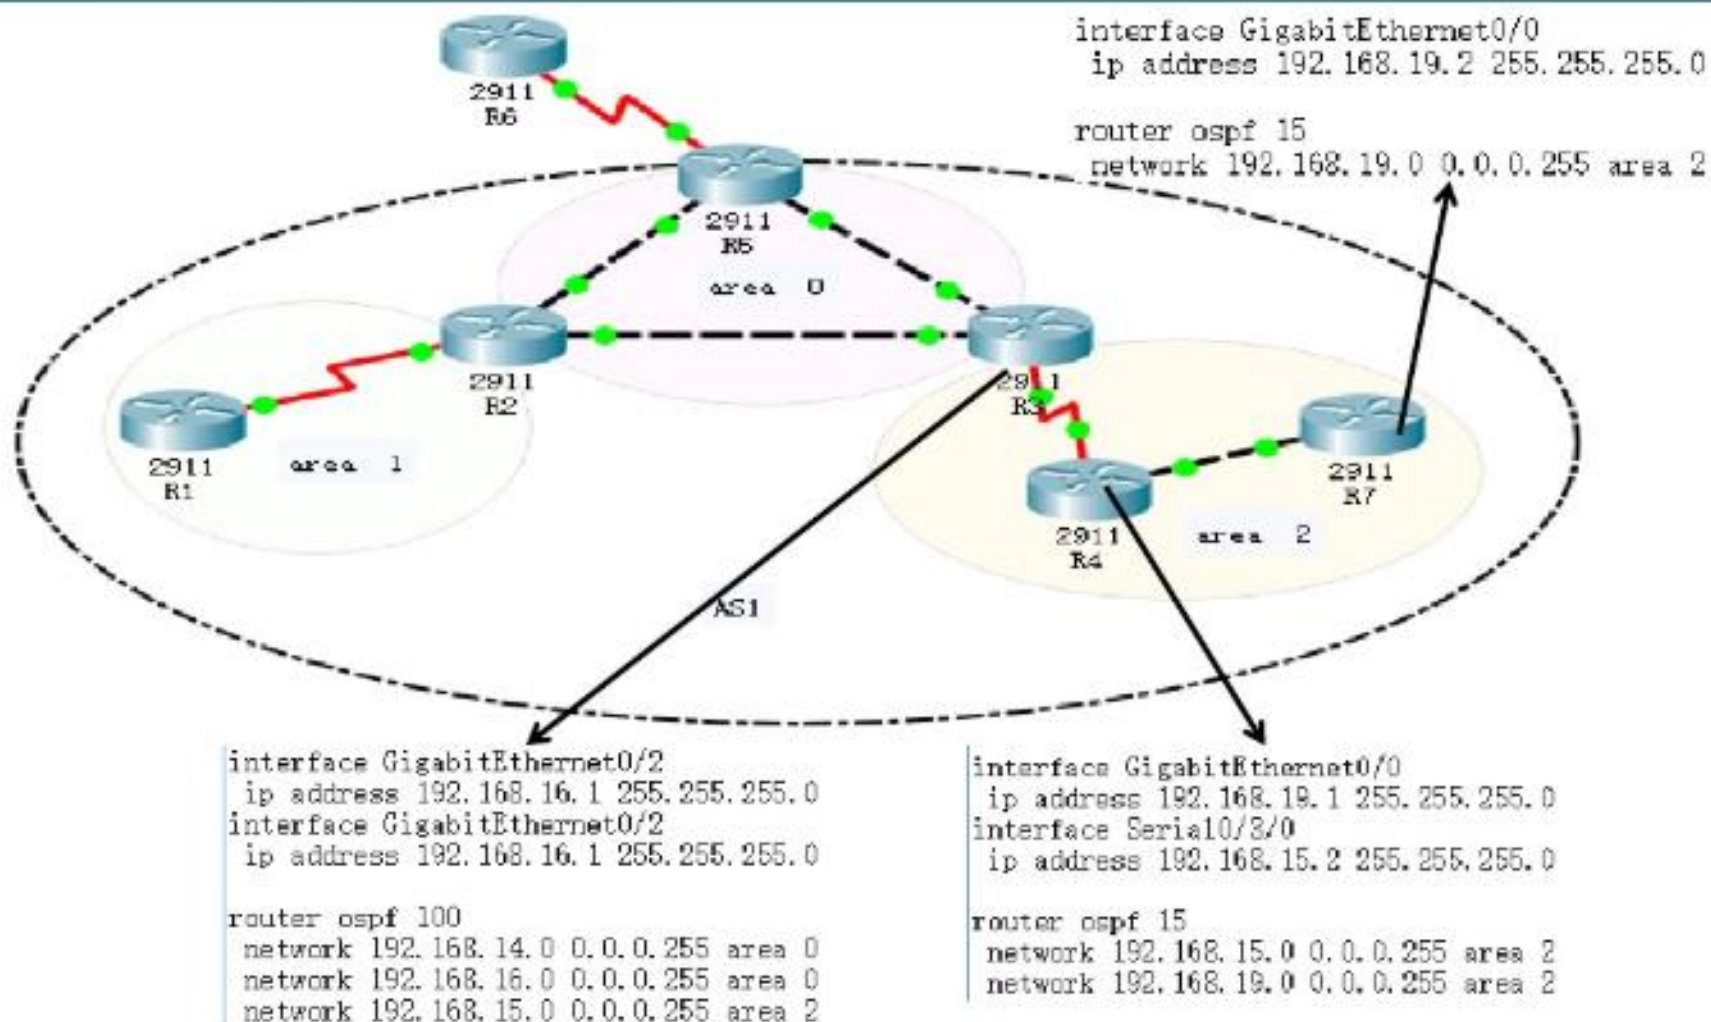 interface GigabitEthernet0/0
ip address 192.168.19.2 255.255.255.0
router ospf 15
network 192.168.19.0 0.0.0.255 area 2
2911
R6
2911
R5
area 0
2911
R2
2911
R3
2911
R1
area 1
2911
R7
2911
R4
area 2
AS1
interface GigabitEthernet0/2
ip address 192.168.16.1 255.255.255.0
interface GigabitEthernet0/2
ip address 192.168.16.1 255.255.255.0
router ospf 100
network 192.168.14.0 0.0.0.255 area 0
network 192.168.16.0 0.0.0.255 area 0
network 192.168.15.0 0.0.0.255 area 2
interface GigabitEthernet0/0
ip address 192.168.19.1 255.255.255.0
interface Serial0/3/0
ip address 192.168.15.2 255.255.255.0
router ospf 15
network 192.168.15.0 0.0.0.255 area 2
network 192.168.19.0 0.0.0.255 area 2